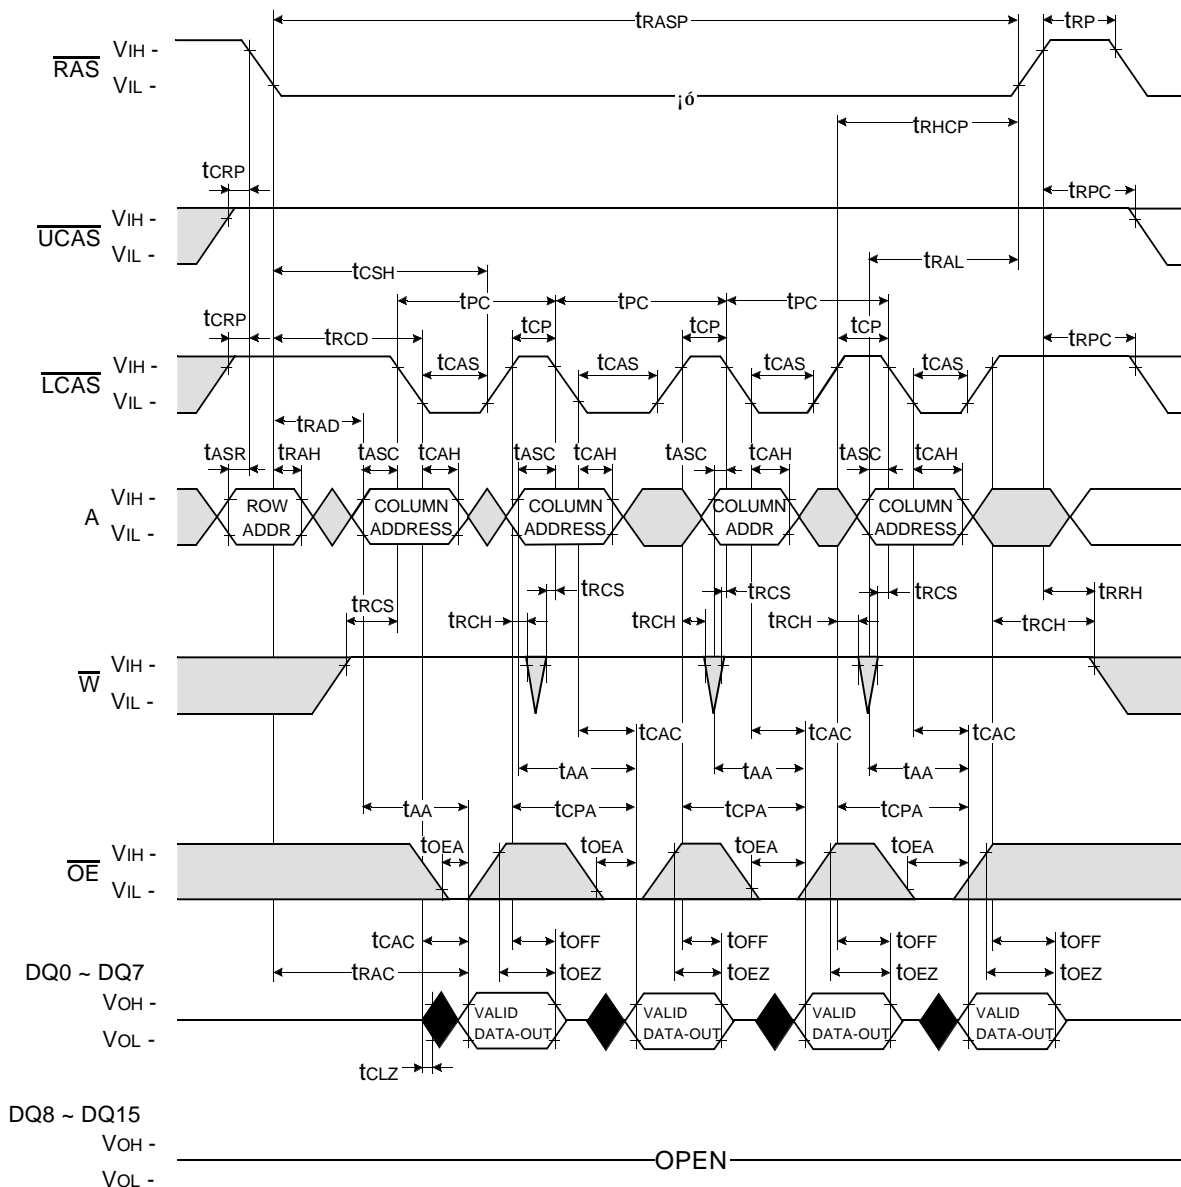 tRASP tRP
RAS VIH -
VIL -
¡ó
tRHCP
tCRP tRPC
UCAS VIH -
VIL -
tCSH tRAL
tPC tPC tPC
tCRP tRCD tCP tCP tCP tRPC
LCAS VIH -
VIL -
tCAS tCAS tCAS tCAS
tRAD
tASR tRAH tASC tCAH tASC tCAH tASC tCAH tASC tCAH
A VIH -
VIL -
ROW ADDR
COLUMN ADDRESS
COLUMN ADDRESS
COLUMN ADDR
COLUMN ADDRESS
tRCS tRCS tRCS tRCS tRRH
tRCH tRCH tRCH tRCH
W VIH -
VIL -
tCAC tCAC tCAC
tAA tAA tAA
tAA tCPA tCPA tCPA
OE VIH -
VIL -
tOEA tOEA tOEA tOEA
tCAC tOFF tOFF tOFF tOFF
DQ0 ~ DQ7 tRAC tOEZ tOEZ tOEZ tOEZ
VOH -
VOL -
VALID DATA-OUT
VALID DATA-OUT
VALID DATA-OUT
VALID DATA-OUT
tCLZ
DQ8 ~ DQ15
VOH -
OPEN
VOL -